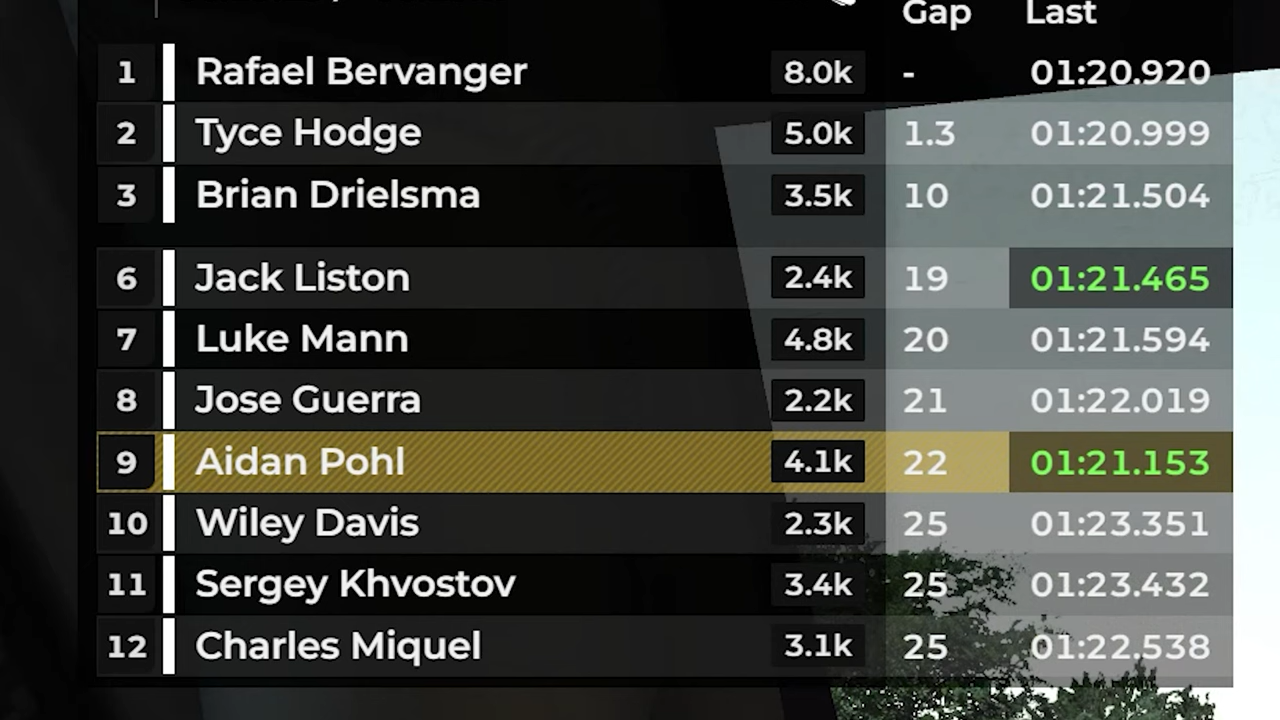 Gap Last
1 Rafael Bervanger 8.0k - 01:20.920
2 Tyce Hodge 5.0k 1.3 01:20.999
3 Brian Drielsma 3.5k 10 01:21.504
6 Jack Liston 2.4k 19 01:21.465
7 Luke Mann 4.8k 20 01:21.594
8 Jose Guerra 2.2k 21 01:22.019
9 Aidan Pohl 4.1k 22 01:21.153
10 Wiley Davis 2.3k 25 01:23.351
11 Sergey Khvostov 3.4k 25 01:23.432
12 Charles Miquel 3.1k 25 01:22.538